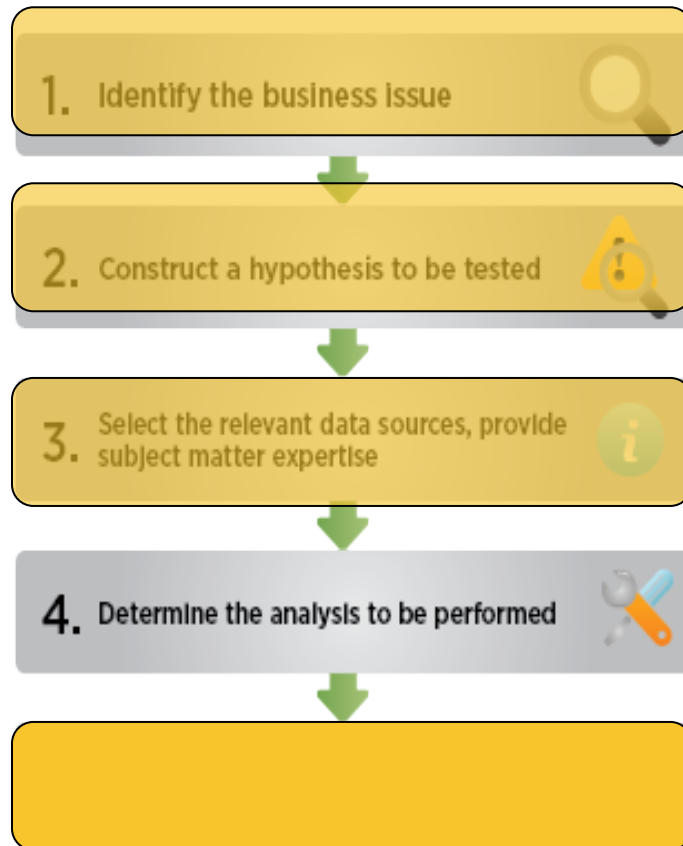 1. Identify the business issue
2. Construct a hypothesis to be tested
3. Select the relevant data sources, provide
subject matter expertise
4. Determine the analysis to be performed